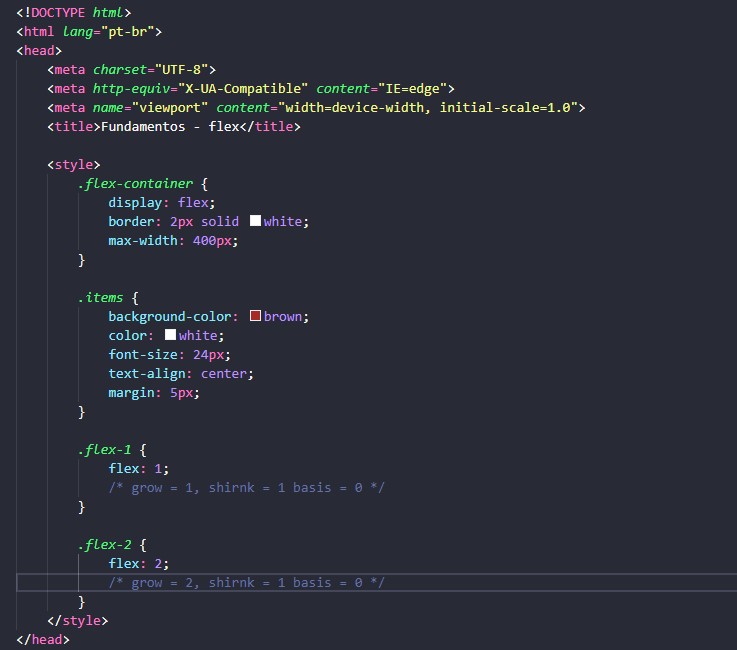 <!DOCTYPE html>
<html lang="pt-br">
<head>
    <meta charset="UTF-8">
    <meta http-equiv="X-UA-Compatible" content="IE=edge">
    <meta name="viewport" content="width=device-width, initial-scale=1.0">
    <title>Fundamentos - flex</title>

    <style>
        .flex-container {
            display: flex;
            border: 2px solid white;
            max-width: 400px;
        }

        .items {
            background-color: brown;
            color: white;
            font-size: 24px;
            text-align: center;
            margin: 5px;
        }

        .flex-1 {
            flex: 1;
            /* grow = 1, shirnk = 1 basis = 0 */
        }

        .flex-2 {
            flex: 2;
            /* grow = 2, shirnk = 1 basis = 0 */
        }
    </style>
</head>